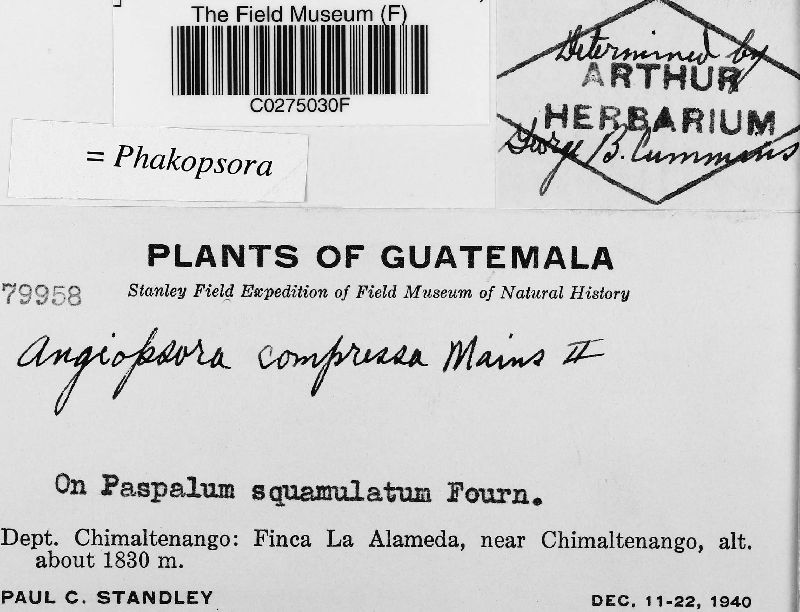 The Field Museum (F)
C0275030F
Determined by
ARTHUR
HERBARIUM
George B. Cummins
= Phakopsora
PLANTS OF GUATEMALA
79958
Stanley Field Expedition of Field Museum of Natural History
Angiopsora compressa Mains II
On Paspalum squamulatum Fourn.
Dept. Chimaltenango: Finca La Alameda, near Chimaltenango, alt.
about 1830 m.
PAUL C. STANDLEY
DEC. 11-22, 1940